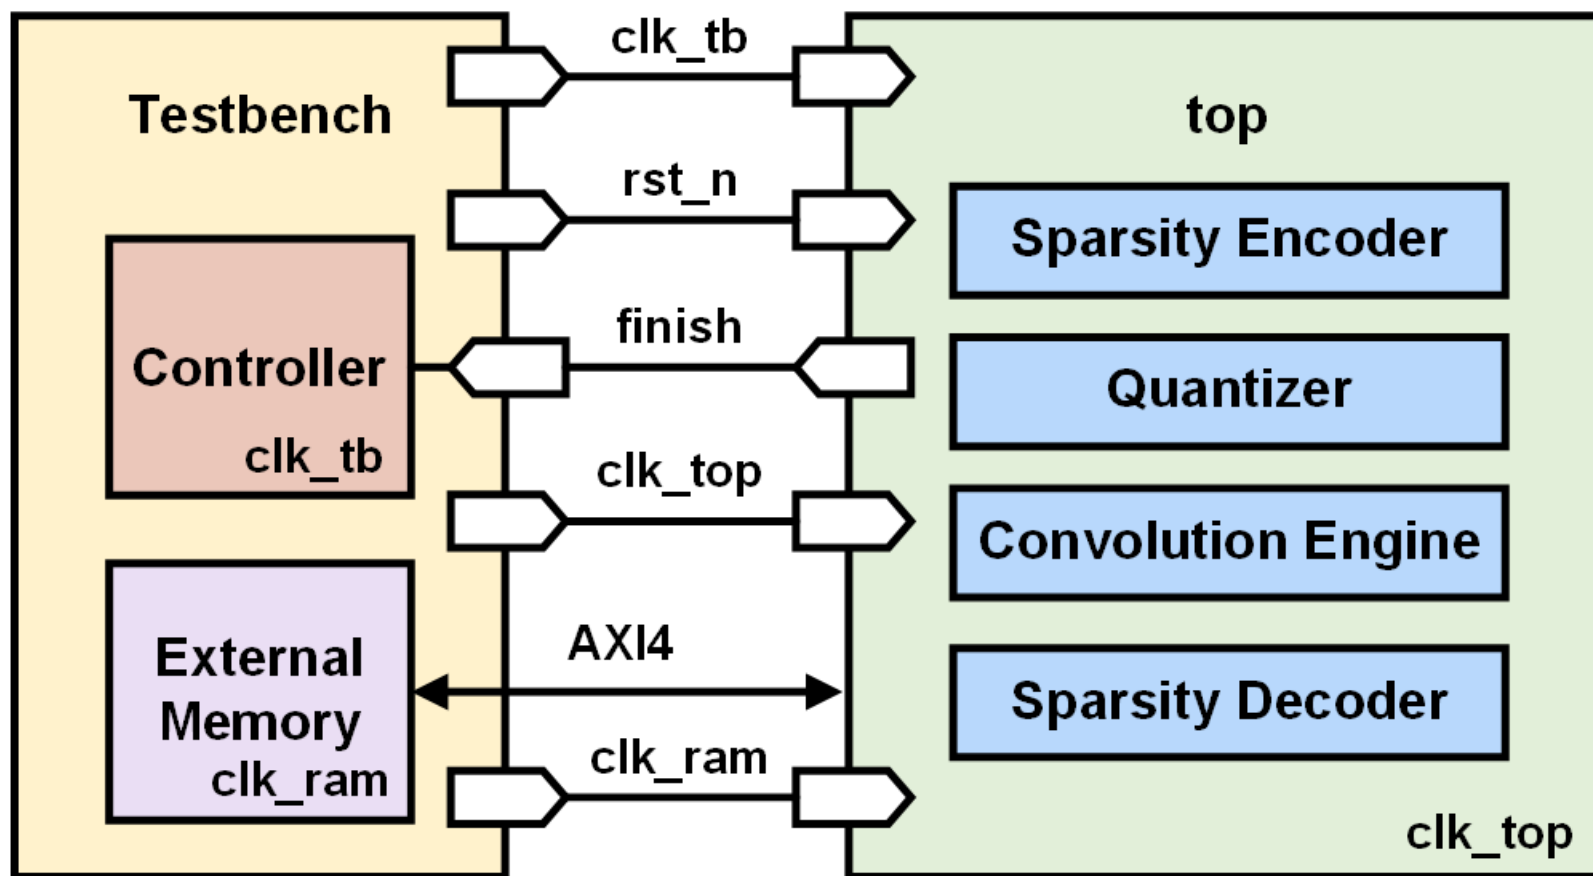 Testbench
Controller
clk_tb
External
Memory
clk_ram
clk_tb
rst_n
finish
clk_top
AXI4
clk_ram
top
Sparsity Encoder
Quantizer
Convolution Engine
Sparsity Decoder
clk_top